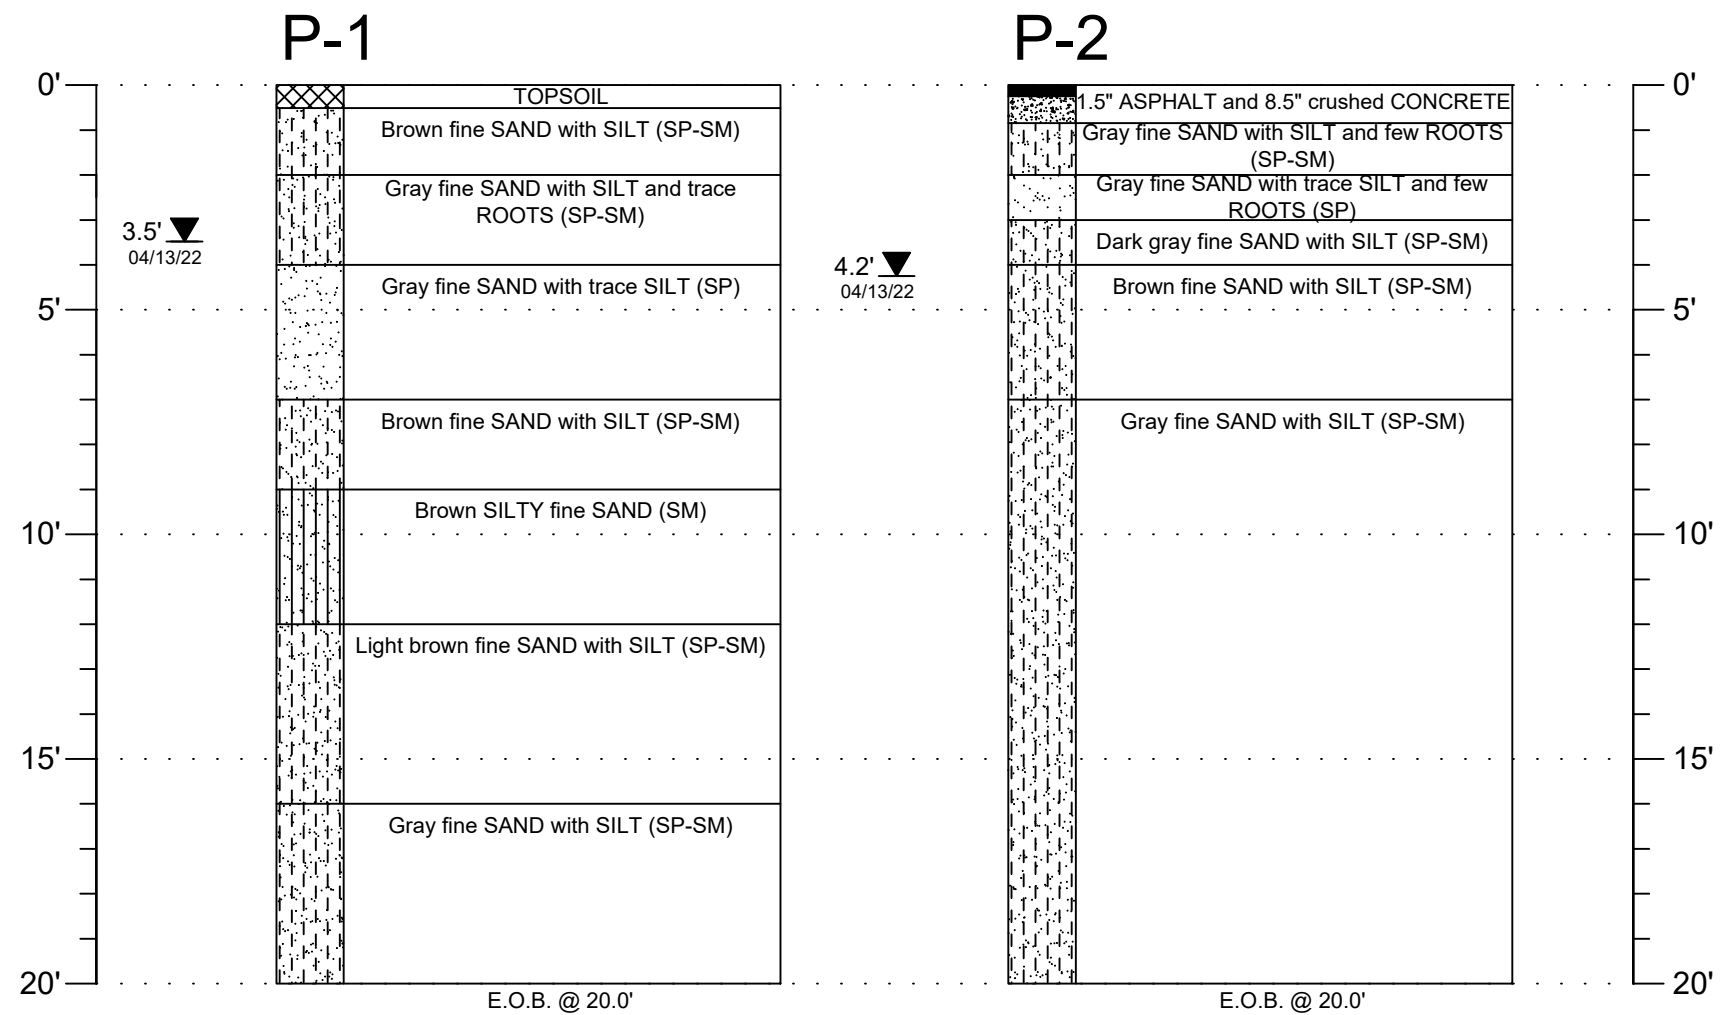 P-1
P-2
0'
5'
10'
15'
20'
3.5'
04/13/22
TOPSOIL
Brown fine SAND with SILT (SP-SM)
Gray fine SAND with SILT and trace
ROOTS (SP-SM)
Gray fine SAND with trace SILT (SP)
Brown fine SAND with SILT (SP-SM)
Brown SILTY fine SAND (SM)
Light brown fine SAND with SILT (SP-SM)
Gray fine SAND with SILT (SP-SM)
E.O.B. @ 20.0'
4.2'
04/13/22
1.5" ASPHALT and 8.5" crushed CONCRETE
Gray fine SAND with SILT and few ROOTS
(SP-SM)
Gray fine SAND with trace SILT and few
ROOTS (SP)
Dark gray fine SAND with SILT (SP-SM)
Brown fine SAND with SILT (SP-SM)
Gray fine SAND with SILT (SP-SM)
E.O.B. @ 20.0'
0'
5'
10'
15'
20'